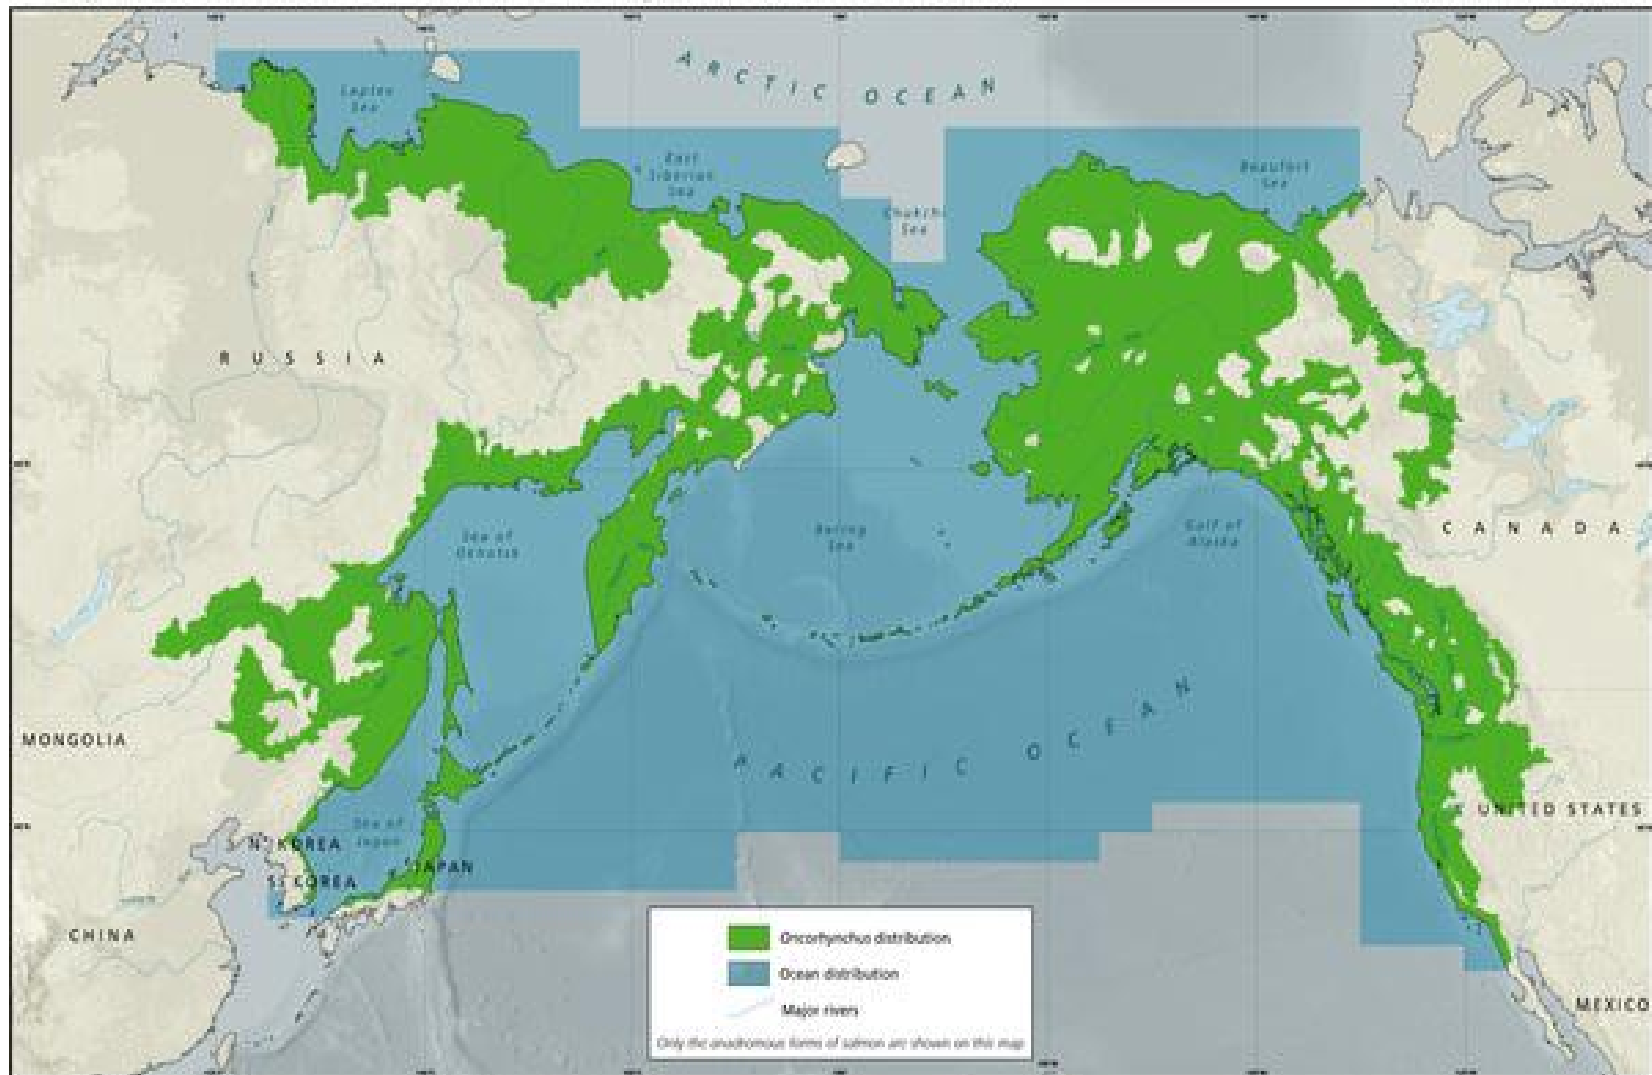 ARCTIC OCEAN
Laptev
Sea
East
Siberian
Sea
Beaufort
Sea
Chukchi
Sea
RUSSIA
CANADA
Sea of
Okhotsk
Bering
Sea
Gulf of
Alaska
PACIFIC OCEAN
MONGOLIA
UNITED STATES
N. KOREA
Sea of
Japan
S. KOREA
JAPAN
CHINA
MEXICO
Oncorhynchus distribution
Ocean distribution
Major rivers
Only the anadromous forms of salmon are shown on this map